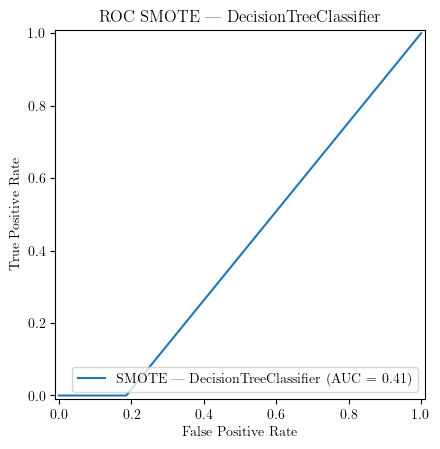 ROC SMOTE — DecisionTreeClassifier
1.0
0.8
0.6
0.4
0.2
0.0
True Positive Rate
SMOTE — DecisionTreeClassifier (AUC = 0.41)
0.0 0.2 0.4 0.6 0.8 1.0
False Positive Rate